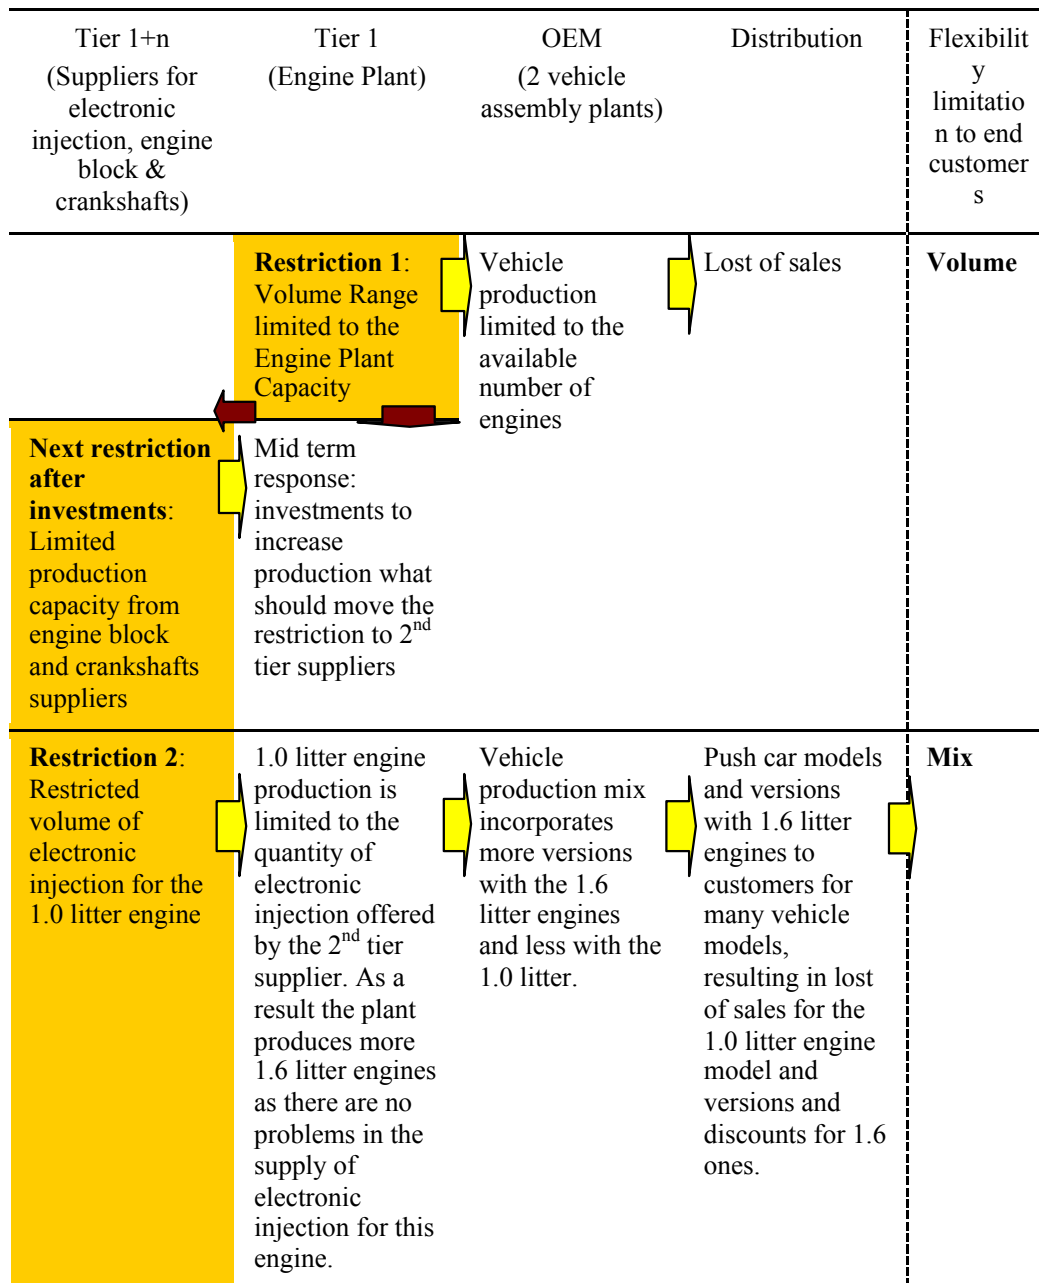 Tier 1+n
(Suppliers for
electronic
injection, engine
block &
crankshafts)
Tier 1
(Engine Plant)
OEM
(2 vehicle
assembly plants)
Distribution
Flexibilit
y
limitatio
n to end
customer
s
Restriction 1:
Volume Range
limited to the
Engine Plant
Capacity
Vehicle
production
limited to the
available
number of
engines
Lost of sales
Volume
Next restriction
after
investments:
Limited
production
capacity from
engine block
and crankshafts
suppliers
Mid term
response:
investments to
increase
production what
should move the
restriction to 2nd
tier suppliers
Restriction 2:
Restricted
volume of
electronic
injection for the
1.0 litter engine
1.0 litter engine
production is
limited to the
quantity of
electronic
injection offered
by the 2nd tier
supplier. As a
result the plant
produces more
1.6 litter engines
as there are no
problems in the
supply of
electronic
injection for this
engine.
Vehicle
production mix
incorporates
more versions
with the 1.6
litter engines
and less with the
1.0 litter.
Push car models
and versions
with 1.6 litter
engines to
customers for
many vehicle
models,
resulting in lost
of sales for the
1.0 litter engine
model and
versions and
discounts for 1.6
ones.
Mix